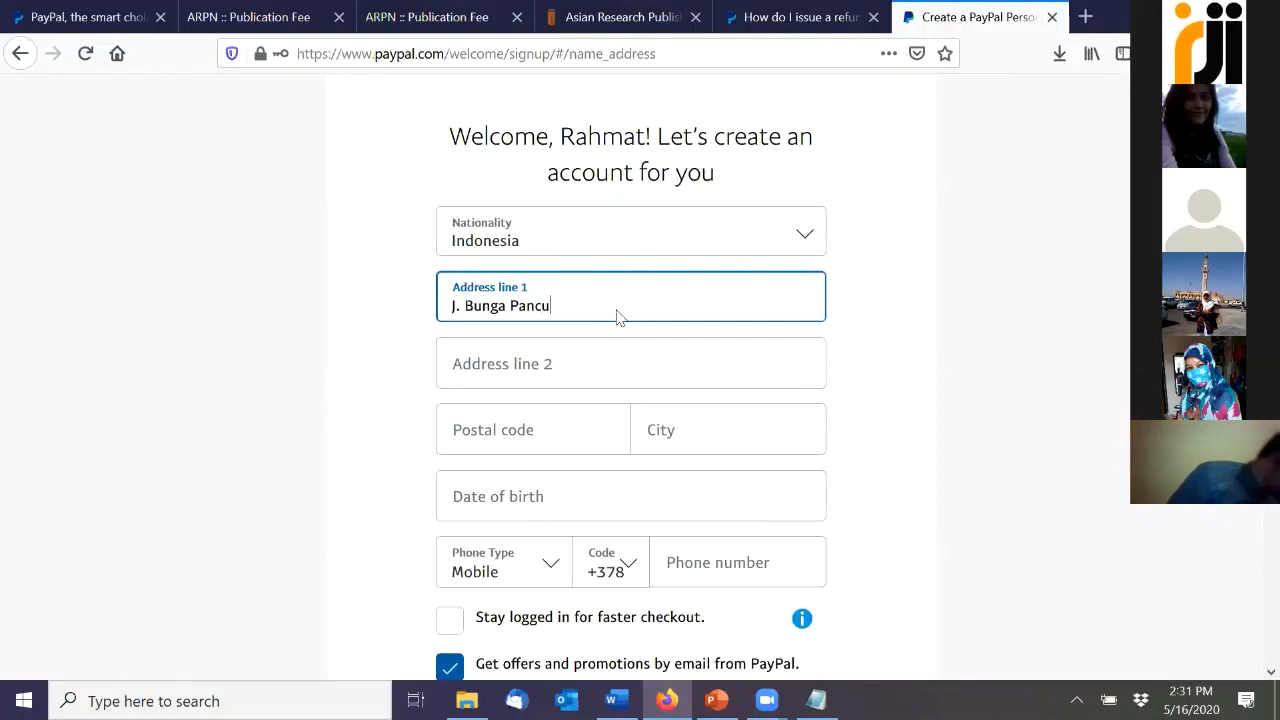 PayPal, the smart choi
ARPN :: Publication Fee
ARPN :: Publication Fee
Asian Research Publis
How do I issue a refu
Create a PayPal Perso
https://www.paypal.com/welcome/signup/#/name_address
rji
Welcome, Rahmat! Let's create an
account for you
Nationality
Indonesia
Address line 1
J. Bunga Pancu
Address line 2
Postal code
City
Date of birth
Phone Type
Mobile
Code
+378
Phone number
Stay logged in for faster checkout.
Get offers and promotions by email from PayPal.
Type here to search
2:31 PM
5/16/2020